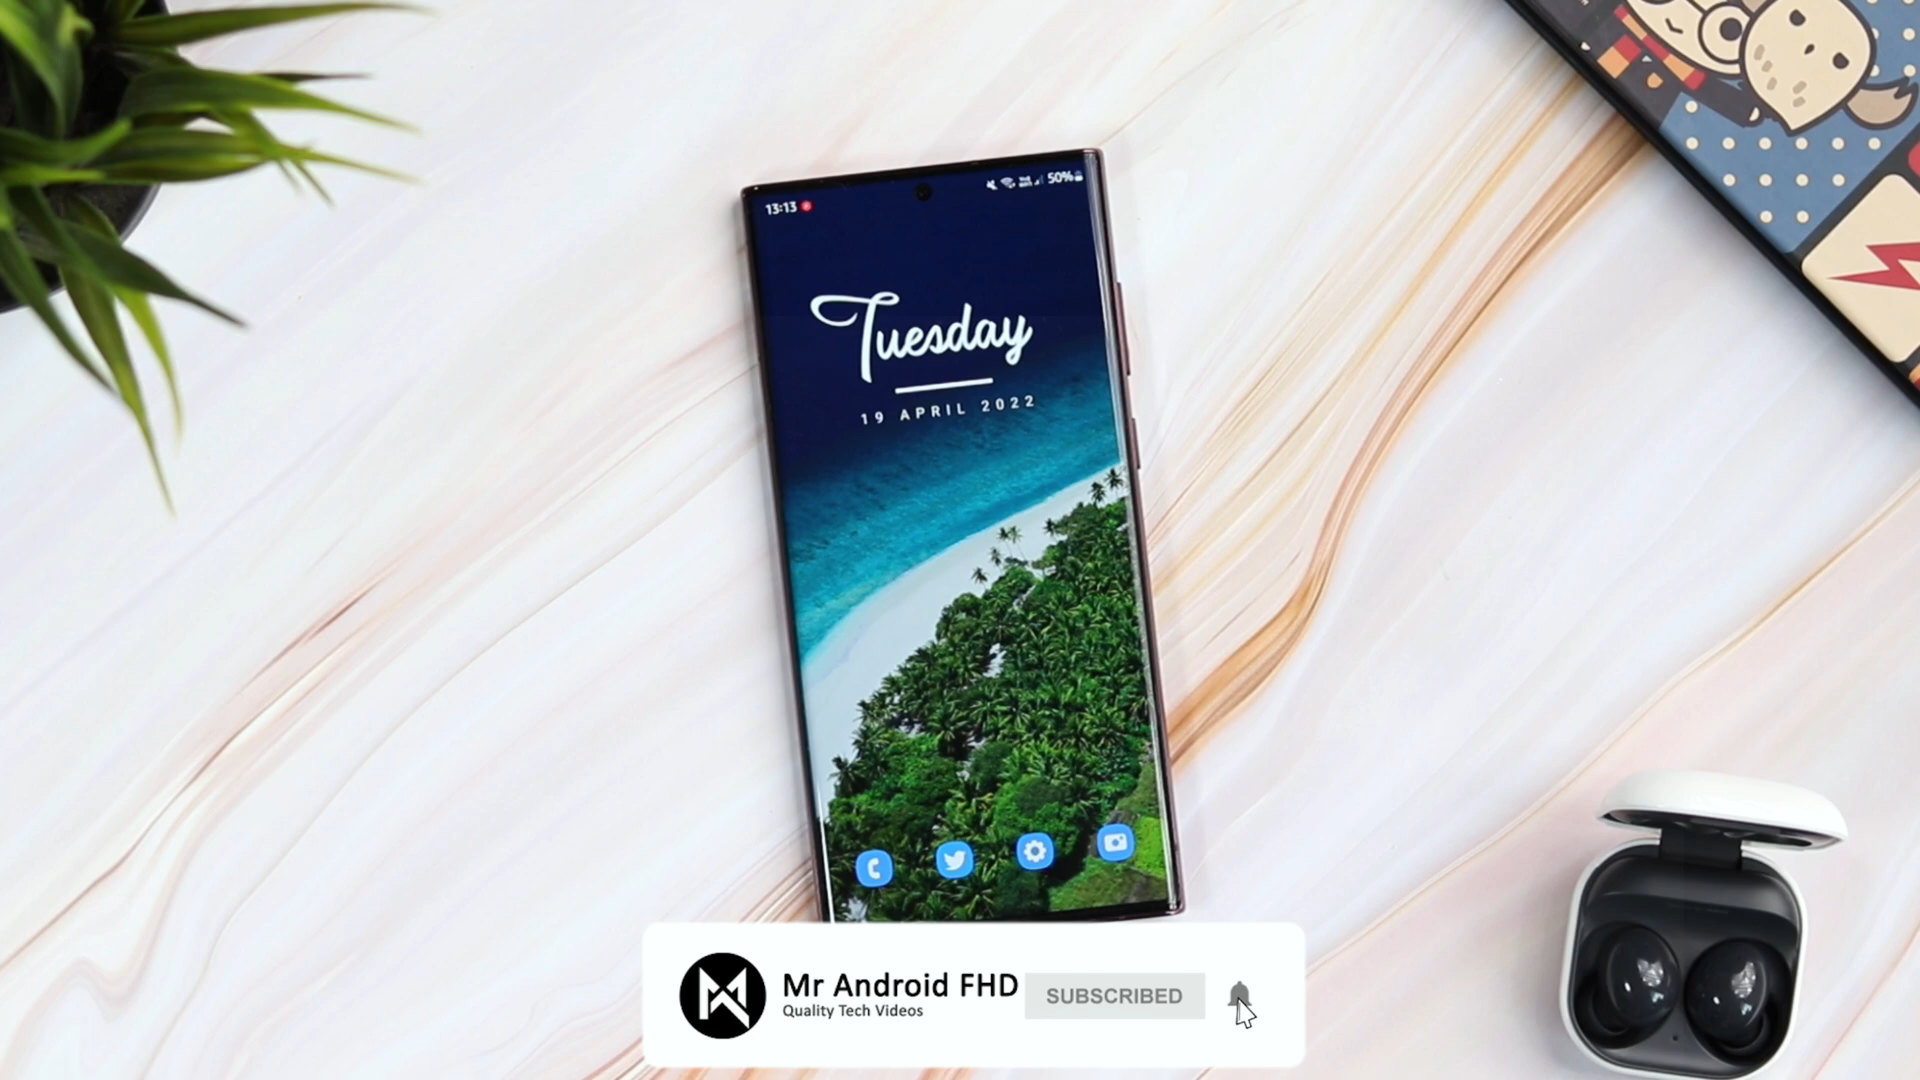 13:13
50%
Tuesday
19 APRIL 2022
Mr Android FHD
Quality Tech Videos
SUBSCRIBED